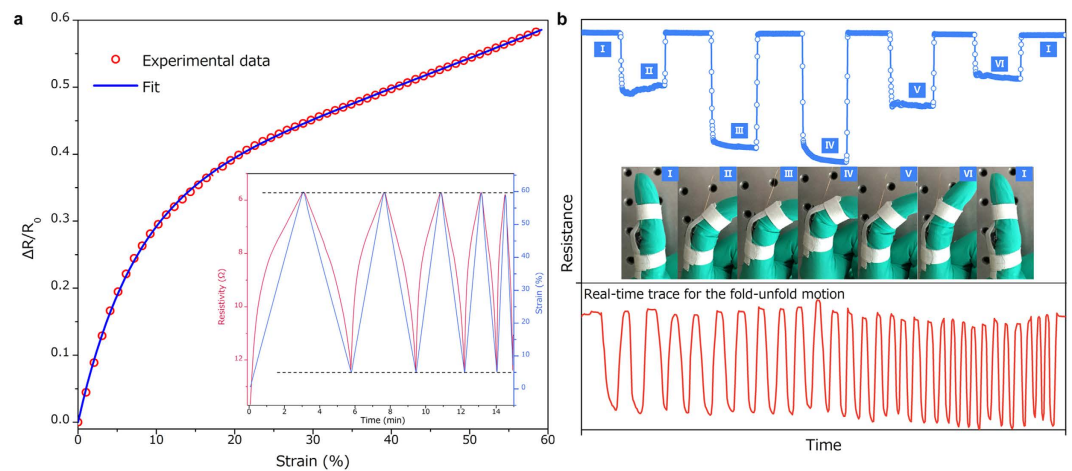 a
0.6
0.5
0.4
0.3
0.2
0.1
0.0
ΔR/R0
Experimental data
Fit
0
10
20
30
40
50
60
Strain (%)
6
8
10
12
Resistivity (Ω)
60
50
40
30
20
10
0
Strain (%)
0
2
4
6
8
10
12
14
Time (min)
b
I
II
III
IV
V
VI
I
I
II
III
IV
V
VI
I
Resistance
Real-time trace for the fold-unfold motion
Time